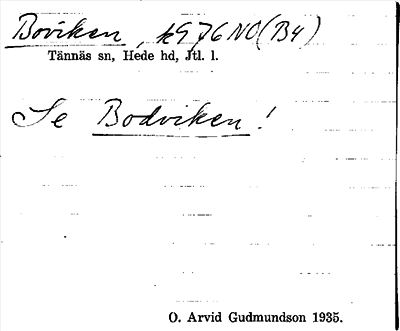 Boviken, k976NO(B4)
Tännäs sn, Hede hd, Jtl. l.
Se Bodviken!
O. Arvid Gudmundson 1935.